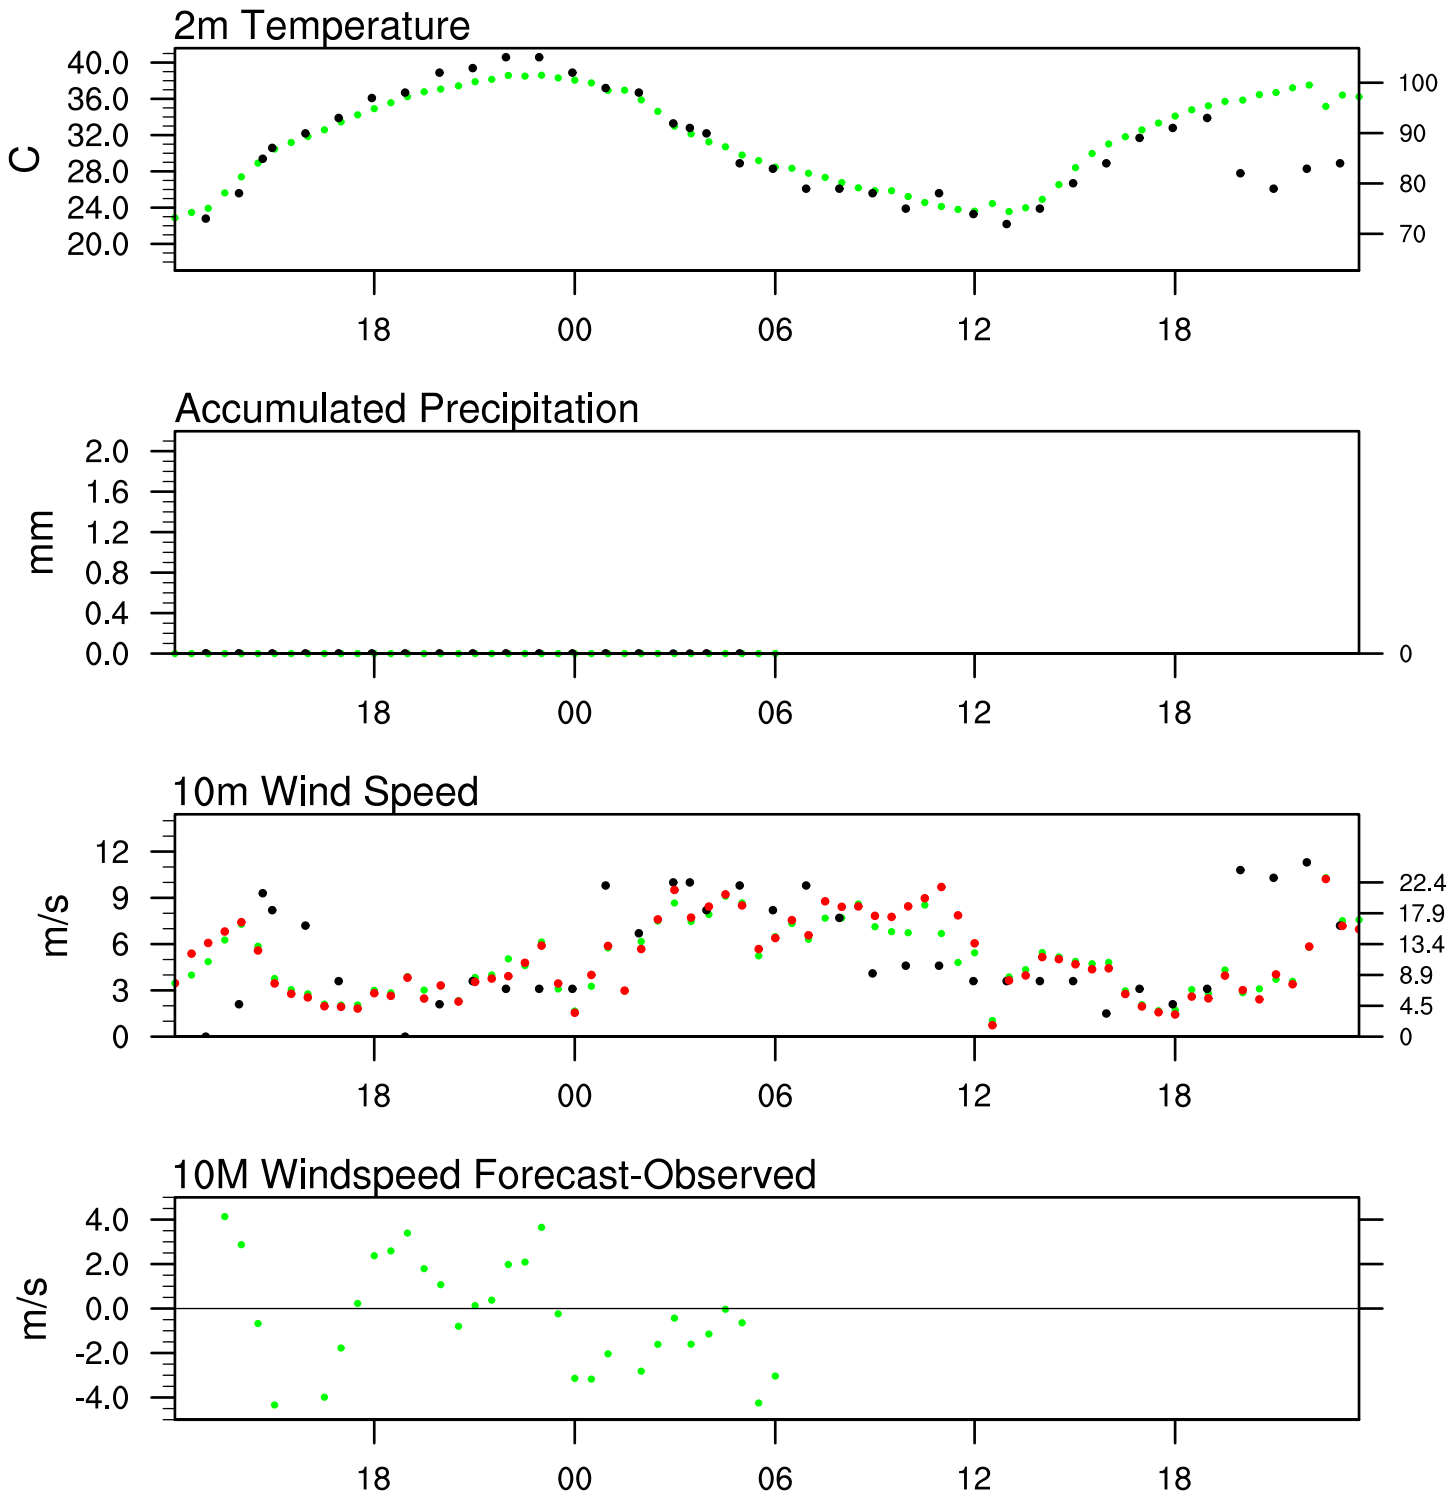 2m Temperature
40.0
36.0
32.0
28.0
24.0
20.0
C
100
90
80
70
18 00 06 12 18
Accumulated Precipitation
2.0
1.6
1.2
0.8
0.4
0.0
mm
0
18 00 06 12 18
10m Wind Speed
12
9
6
3
0
m/s
22.4
17.9
13.4
8.9
4.5
0
18 00 06 12 18
10M Windspeed Forecast-Observed
4.0
2.0
0.0
-2.0
-4.0
m/s
18 00 06 12 18